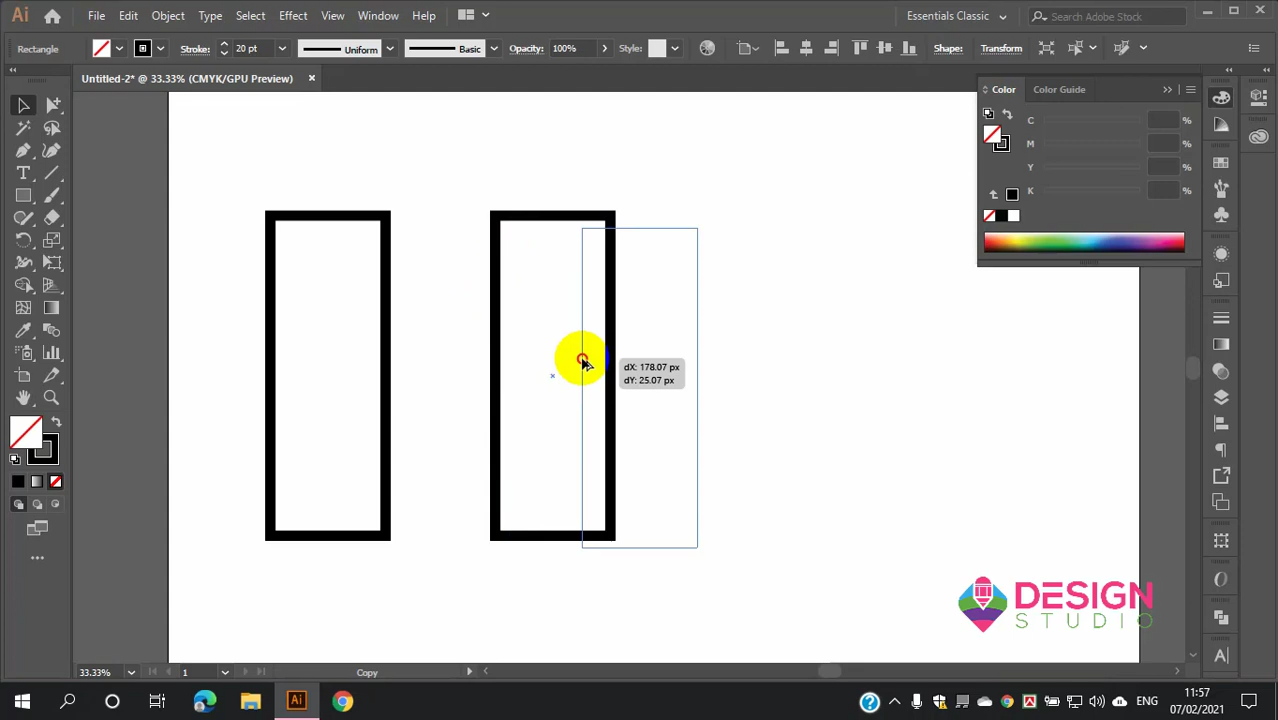 Ai File Edit Object Type Select Effect View Window Help Essentials Classic Search Adobe Stock
Rectangle Stroke: 20 pt Uniform Basic Opacity: 100% Style: Shape: Transform
Untitled-2* @ 33.33% (CMYK/GPU Preview)
Color Color Guide
C %
M %
Y %
K %
dX: 178.07 px
dY: 25.07 px
DESIGN
STUDIO
33.33% 1 Copy
Ai ENG
11:57
07/02/2021